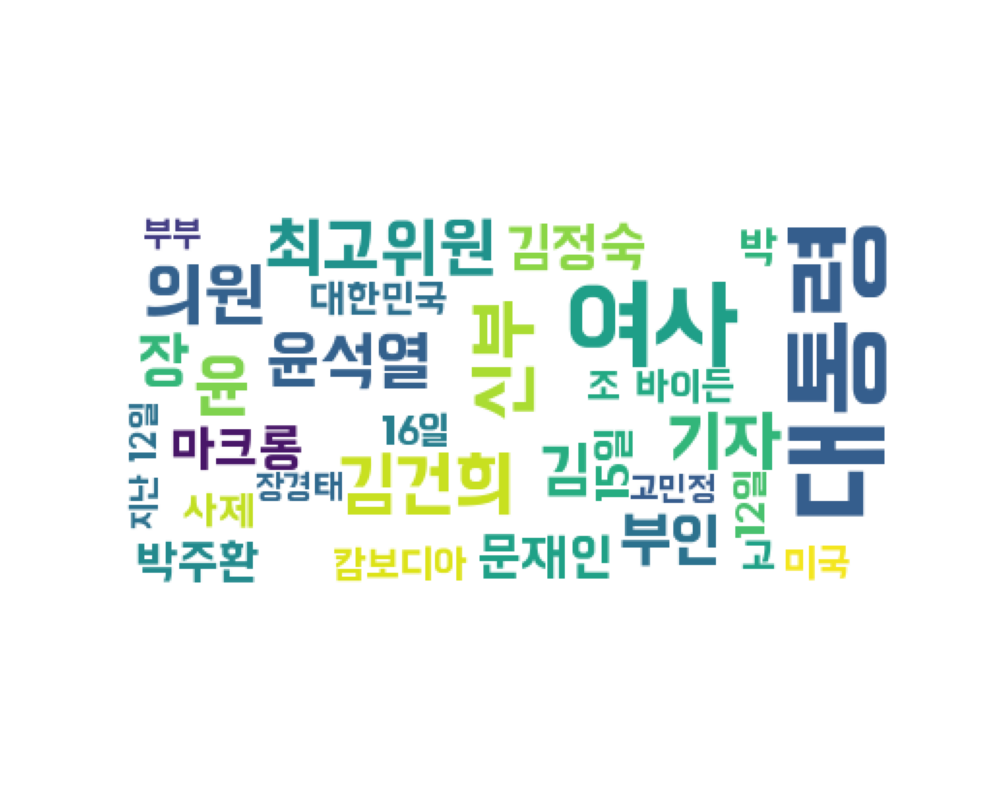 부부
최고위원
김정숙
박
대통령
의원
대한민국
여사
신부
장
윤
윤석열
조 바이든
지난 12일
마크롱
16일
기자
김
15일
장경태
김건희
고민정
12일
사제
박주환
캄보디아
문재인
부인
고
미국